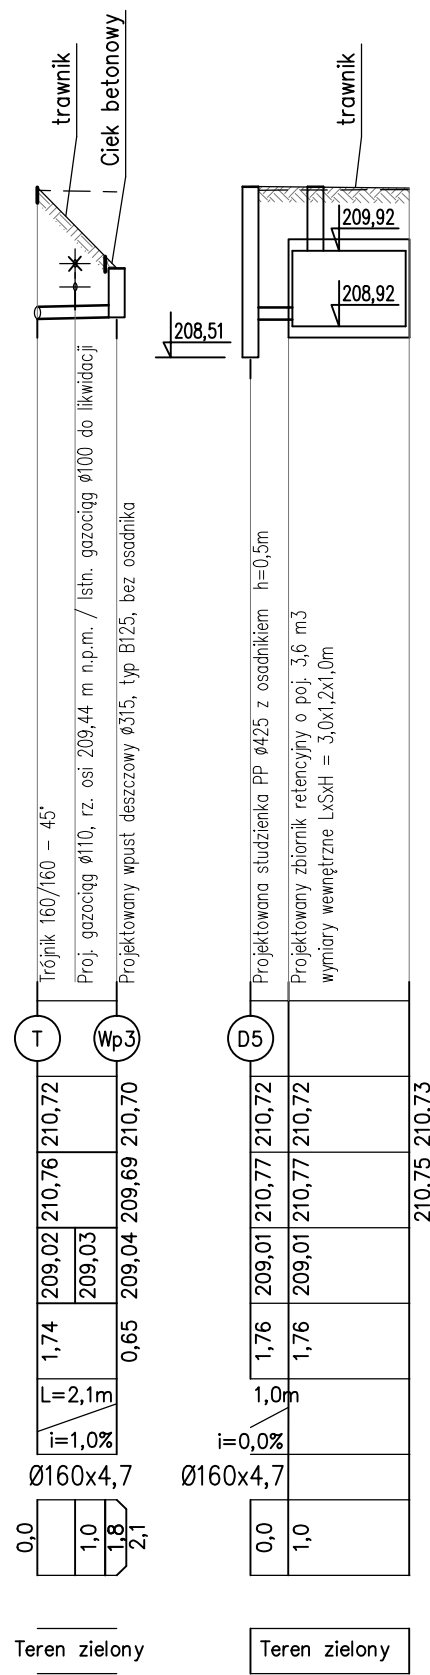 trawnik
Ciek betonowy
trawnik
209,92
208,92
208,51
Trójnik 160/160 – 45°
Proj. gazociąg ø110, rz. osi 209,44 m n.p.m. / Istn. gazociąg ø100 do likwidacji
Projektowany wpust deszczowy ø315, typ B125, bez osadnika
Projektowana studzienka PP ø425 z osadnikiem h=0,5m
Projektowany zbiornik retencyjny o poj. 3,6 m3
wymiary wewnętrzne LxSxH = 3,0x1,2x1,0m
T
Wp3
D5
210,72
210,70
210,72
210,72
210,73
210,76
209,69
210,77
210,77
210,75
209,02
209,03
209,04
209,01
209,01
1,74
0,65
1,76
1,76
L=2,1m
i=1,0%
1,0m
i=0,0%
Ø160x4,7
Ø160x4,7
0,0
1,0
1,8
2,1
0,0
1,0
Teren zielony
Teren zielony